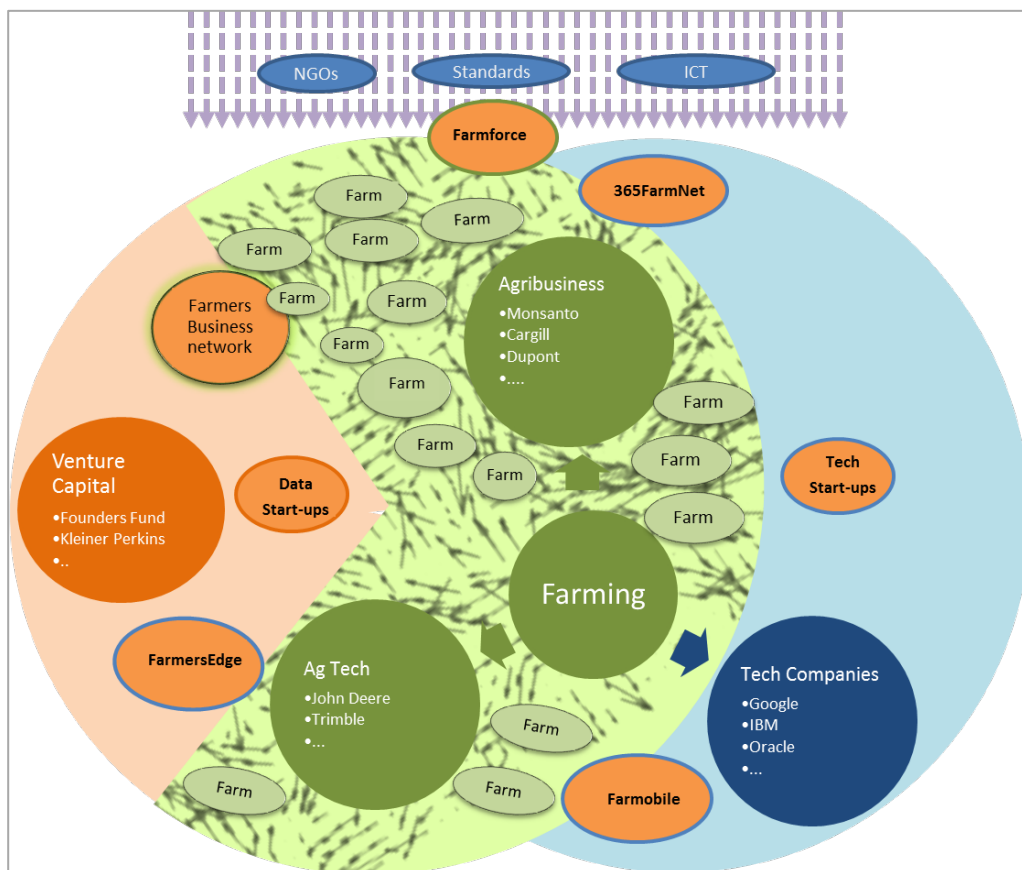 NGOs
Standards
ICT
Farmforce
365FarmNet
Farm
Farm
Farm
Farm
Farm
Farm
Farm
Farm
Farm
Farm
Farm
Farmers
Business
network
Agribusiness
•Monsanto
•Cargill
•Dupont
•....
Farm
Farm
Farm
Venture
Capital
•Founders Fund
•Kleiner Perkins
•..
Data
Start-ups
Tech
Start-ups
Farming
FarmersEdge
Ag Tech
•John Deere
•Trimble
•...
Tech Companies
•Google
•IBM
•Oracle
•...
Farm
Farm
Farm
Farmobile